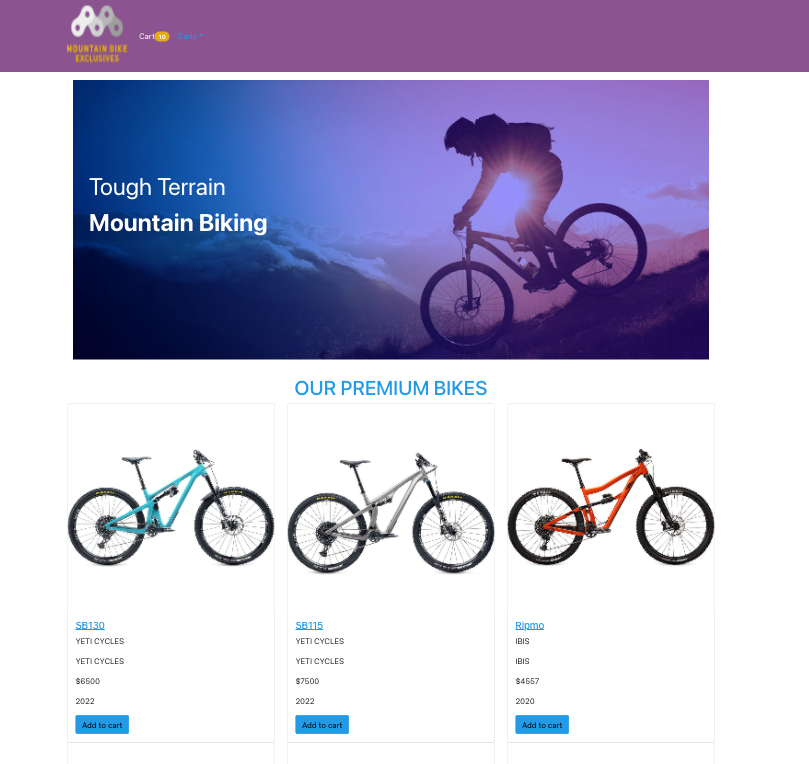 MOUNTAIN BIKE
EXCLUSIVES
Cart 10
Tough Terrain
Mountain Biking
OUR PREMIUM BIKES
SB130
YETI CYCLES
YETI CYCLES
$6500
2022
Add to cart
SB115
YETI CYCLES
YETI CYCLES
$7500
2022
Add to cart
Ripmo
IBIS
IBIS
$4557
2020
Add to cart